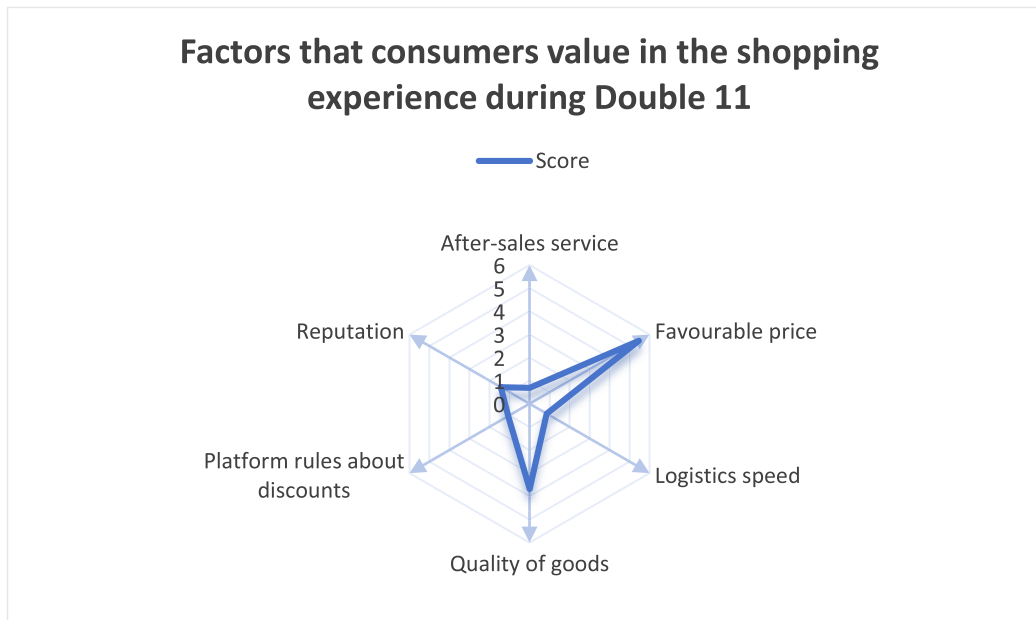 Factors that consumers value in the shopping
experience during Double 11
Score
After-sales service
6
5
4
3
2
1
0
Reputation
Favourable price
Platform rules about
discounts
Logistics speed
Quality of goods